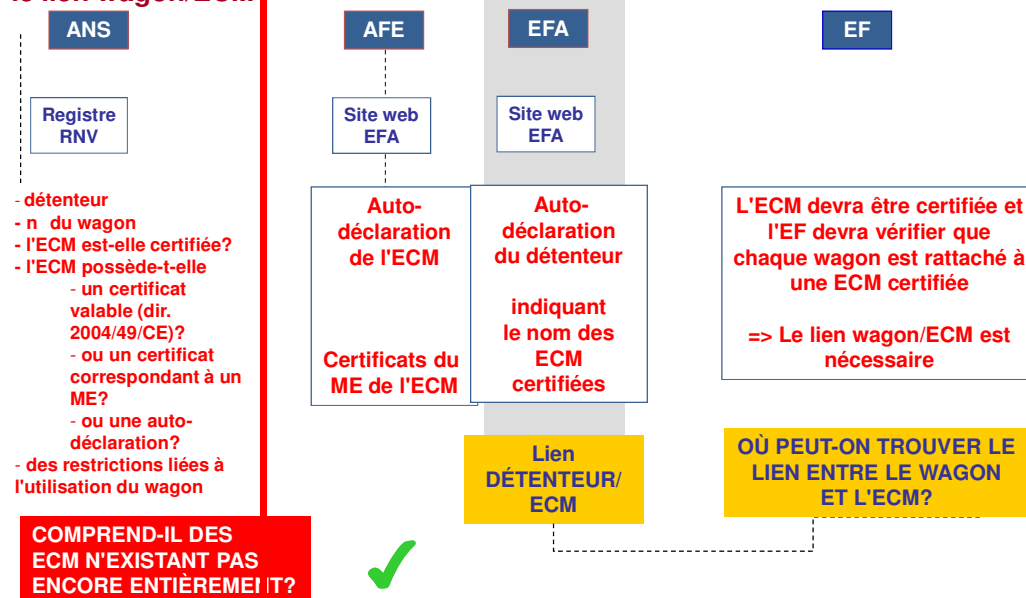 le lien wagon/ECM
ANS
Registre
RNV
- détenteur
- n du wagon
- l'ECM est-elle certifiée?
- l'ECM possède-t-elle
- un certificat
valable (dir.
2004/49/CE)?
- ou un certificat
correspondant à un
ME?
- ou une auto-
déclaration?
- des restrictions liées à
l'utilisation du wagon
COMPREND-IL DES
ECM N'EXISTANT PAS
ENCORE ENTIÈREMENT?
AFE
Site web
EFA
Auto-
déclaration
de l'ECM
Certificats du
ME de l'ECM
EFA
Site web
EFA
Auto-
déclaration
du détenteur
indiquant
le nom des
ECM
certifiées
Lien
DÉTENTEUR/
ECM
EF
L'ECM devra être certifiée et
l'EF devra vérifier que
chaque wagon est rattaché à
une ECM certifiée
=> Le lien wagon/ECM est
nécessaire
OÙ PEUT-ON TROUVER LE
LIEN ENTRE LE WAGON
ET L'ECM?